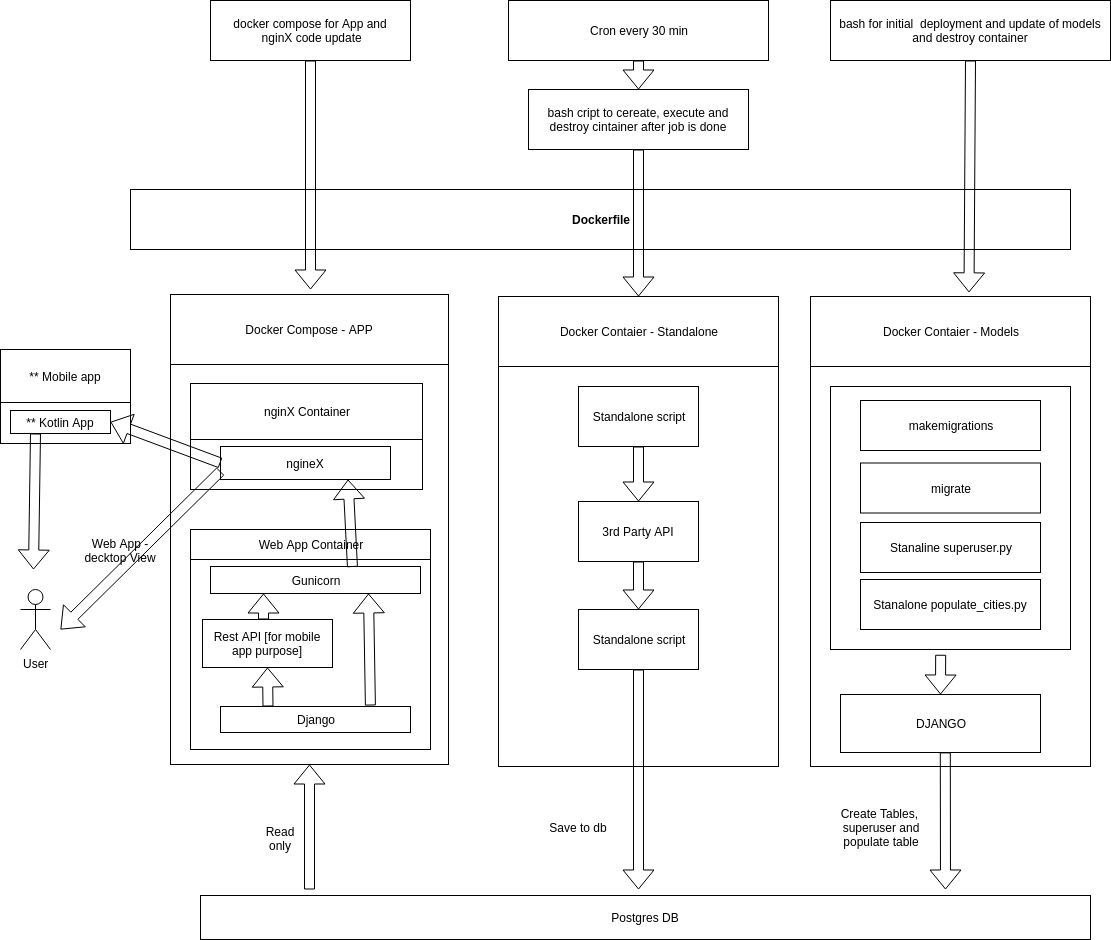 docker compose for App and
nginX code update
Cron every 30 min
bash for initial  deployment and update of models
and destroy container
bash cript to cereate, execute and
destroy cintainer after job is done
Dockerfile
Docker Compose - APP
Docker Contaier - Standalone
Docker Contaier - Models
** Mobile app
** Kotlin App
nginX Container
ngineX
Web App -
decktop View
User
Web App Container
Gunicorn
Rest API [for mobile
app purpose]
Django
Standalone script
3rd Party API
Standalone script
makemigrations
migrate
Stanaline superuser.py
Stanalone populate_cities.py
DJANGO
Read
only
Save to db
Create Tables,
superuser and
populate table
Postgres DB